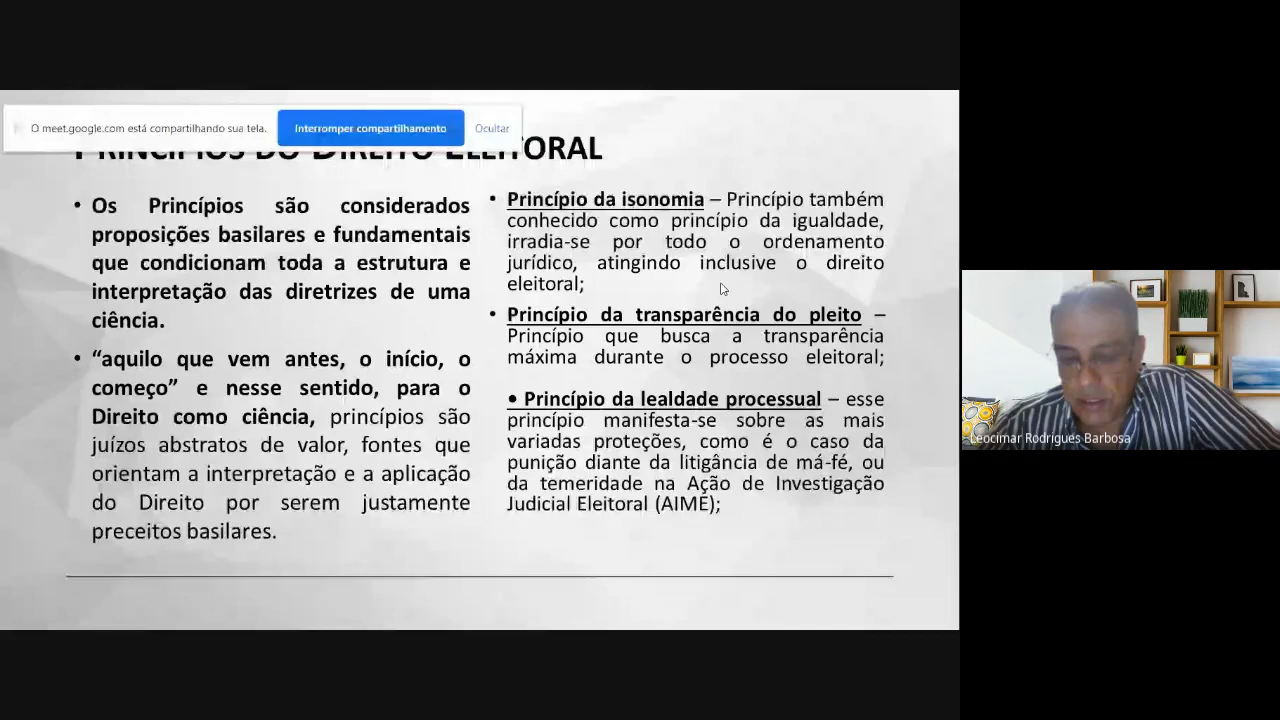 O meet.google.com está compartilhando sua tela.
Interromper compartilhamento
Ocultar
PRINCÍPIOS DO DIREITO ELEITORAL
• Os Princípios são considerados
proposições basilares e fundamentais
que condicionam toda a estrutura e
interpretação das diretrizes de uma
ciência.
• “aquilo que vem antes, o início, o
começo” e nesse sentido, para o
Direito como ciência, princípios são
juízos abstratos de valor, fontes que
orientam a interpretação e a aplicação
do Direito por serem justamente
preceitos basilares.
• Princípio da isonomia – Princípio também
conhecido como princípio da igualdade,
irradia-se por todo o ordenamento
jurídico, atingindo inclusive o direito
eleitoral;
• Princípio da transparência do pleito –
Princípio que busca a transparência
máxima durante o processo eleitoral;
• Princípio da lealdade processual – esse
princípio manifesta-se sobre as mais
variadas proteções, como é o caso da
punição diante da litigância de má-fé, ou
da temeridade na Ação de Investigação
Judicial Eleitoral (AIME);
Leocimar Rodrigues Barbosa